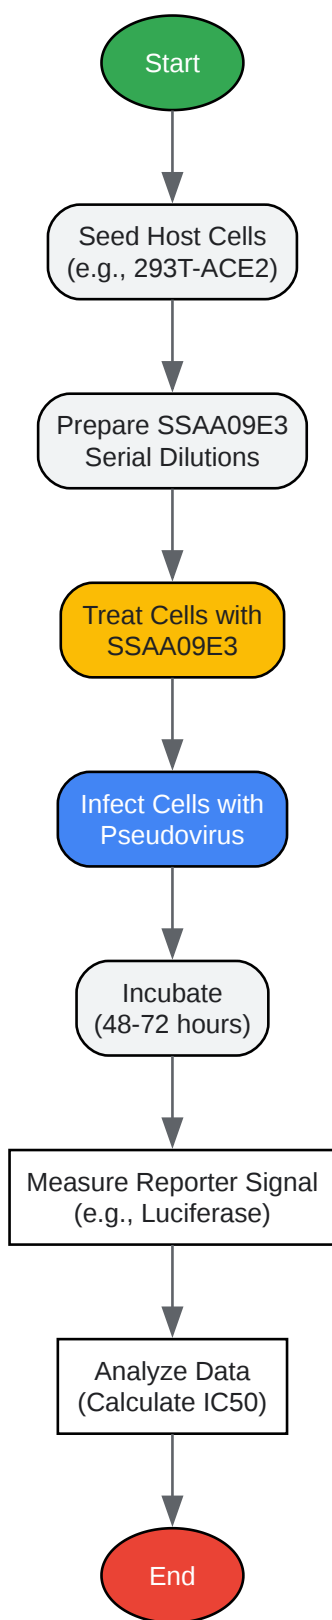 Start
Seed Host Cells
(e.g., 293T-ACE2)
Prepare SSAA09E3
Serial Dilutions
Treat Cells with
SSAA09E3
Infect Cells with
Pseudovirus
Incubate
(48-72 hours)
Measure Reporter Signal
(e.g., Luciferase)
Analyze Data
(Calculate IC50)
End